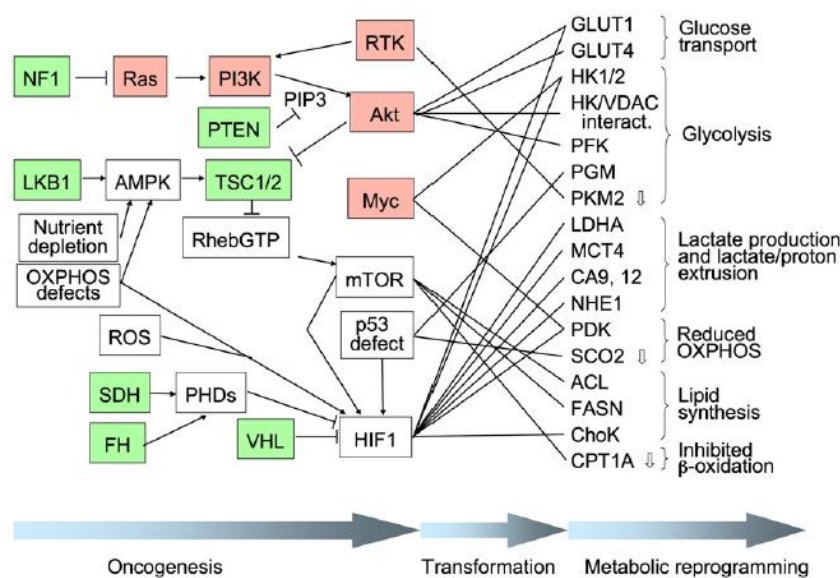 NF1
Ras
PI3K
RTK
PIP3
PTEN
Akt
LKB1
AMPK
TSC1/2
Myc
Nutrient
depletion
RhebGTP
OXPHOS
defects
mTOR
ROS
p53
defect
SDH
PHDs
FH
VHL
HIF1
GLUT1
GLUT4
HK1/2
HK/VDAC
interact.
PFK
PGM
PKM2 ⇩
LDHA
MCT4
CA9, 12
NHE1
PDK
SCO2 ⇩
ACL
FASN
ChoK
CPT1A ⇩
Glucose
transport
Glycolysis
Lactate production
and lactate/proton
extrusion
Reduced
OXPHOS
Lipid
synthesis
Inhibited
β-oxidation
Oncogenesis
Transformation
Metabolic reprogramming